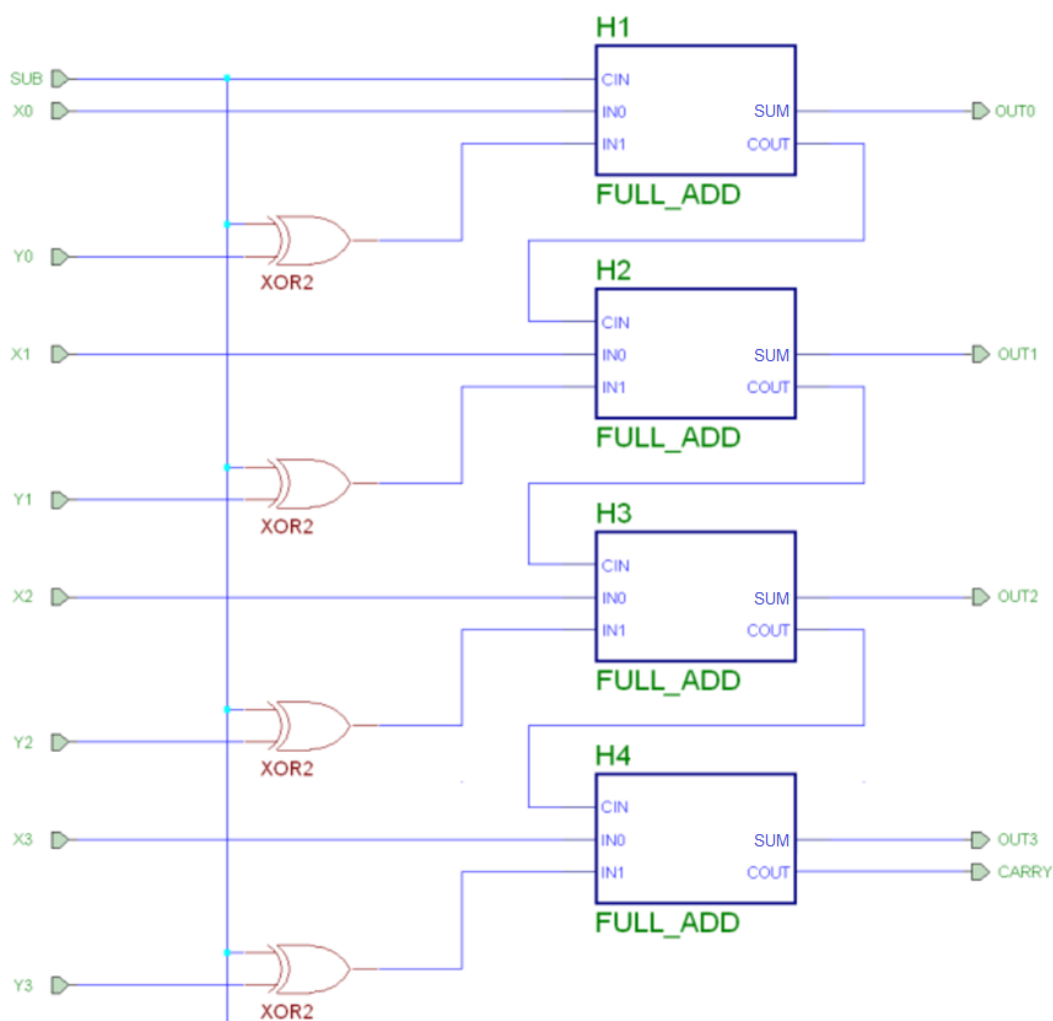 H1
SUB CIN
X0 IN0 SUM OUT0
IN1 COUT
FULL_ADD
Y0
XOR2
H2
CIN
X1 IN0 SUM OUT1
IN1 COUT
FULL_ADD
Y1
XOR2
H3
CIN
X2 IN0 SUM OUT2
IN1 COUT
FULL_ADD
Y2
XOR2
H4
CIN
X3 IN0 SUM OUT3
IN1 COUT CARRY
FULL_ADD
Y3
XOR2